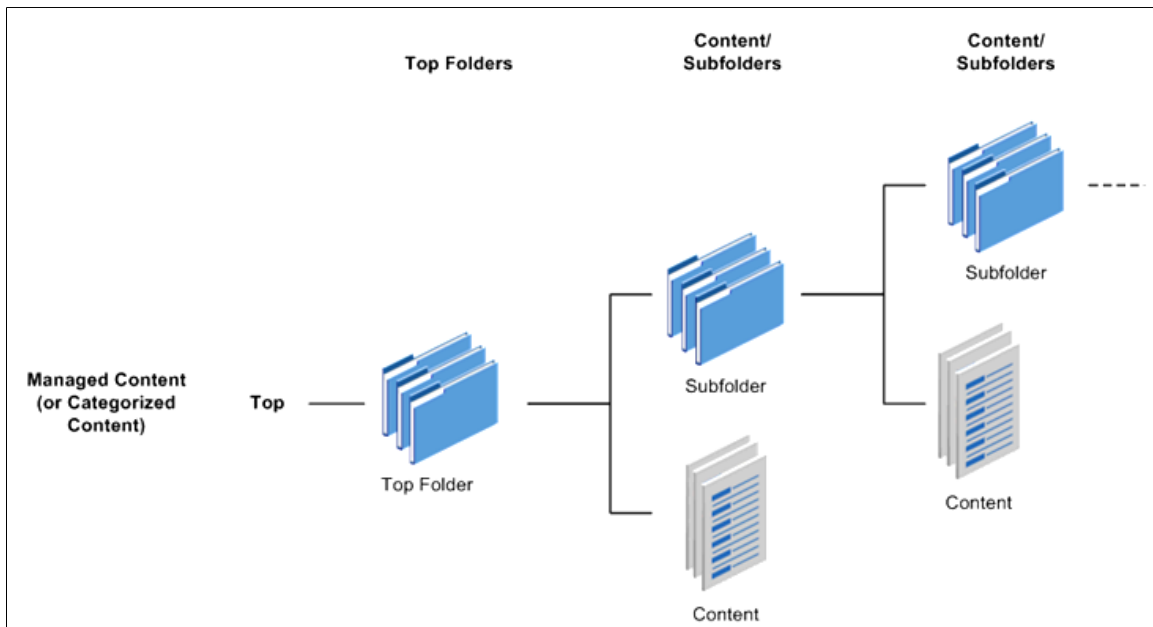 Top Folders
Content/
Subfolders
Content/
Subfolders
Subfolder
Subfolder
Managed Content
(or Categorized
Content)
Top
Top Folder
Content
Content